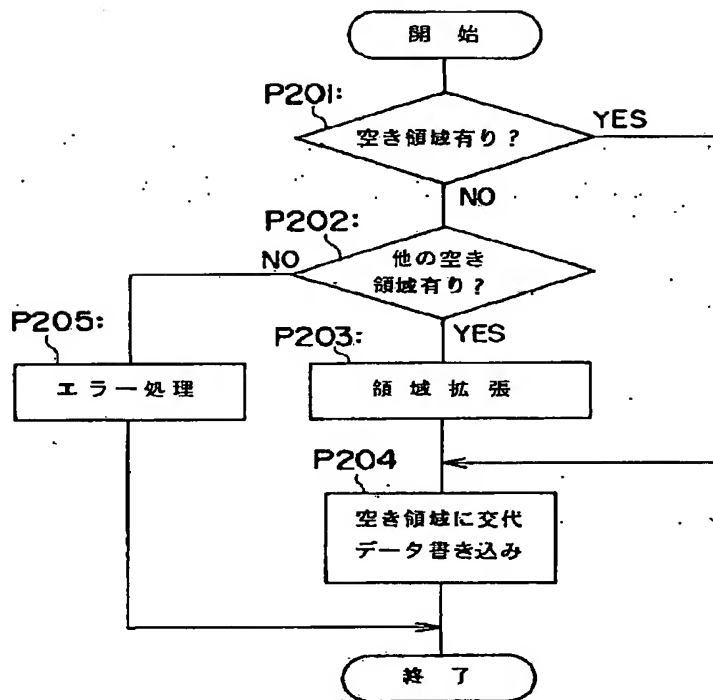 開始
P201:
空き領域有り?
YES
NO
P202:
他の空き
領域有り?
NO
YES
P205:
エラー処理
P203:
領域拡張
P204
空き領域に交代
データ書き込み
終了